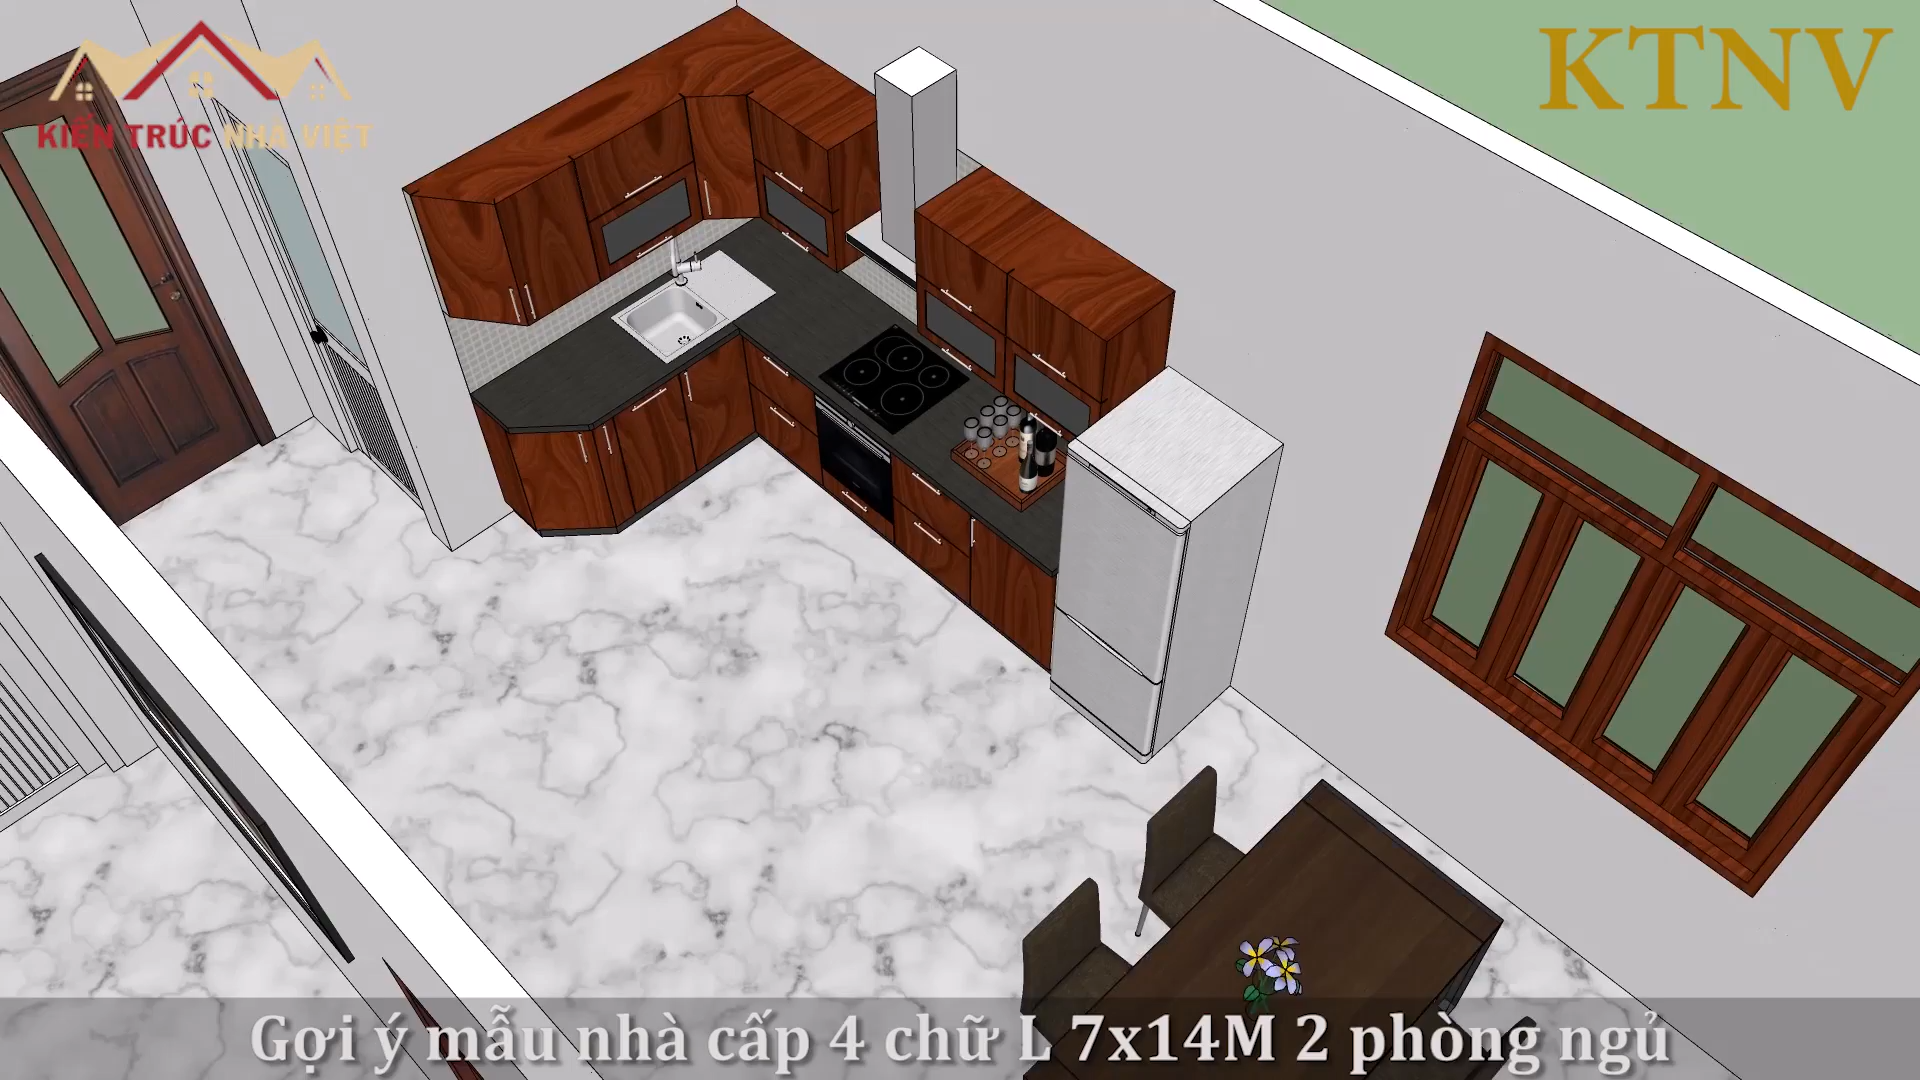 KIẾN TRÚC NHÀ VIỆT
KTNV
Gợi ý mẫu nhà cấp 4 chữ L 7x14M 2 phòng ngủ